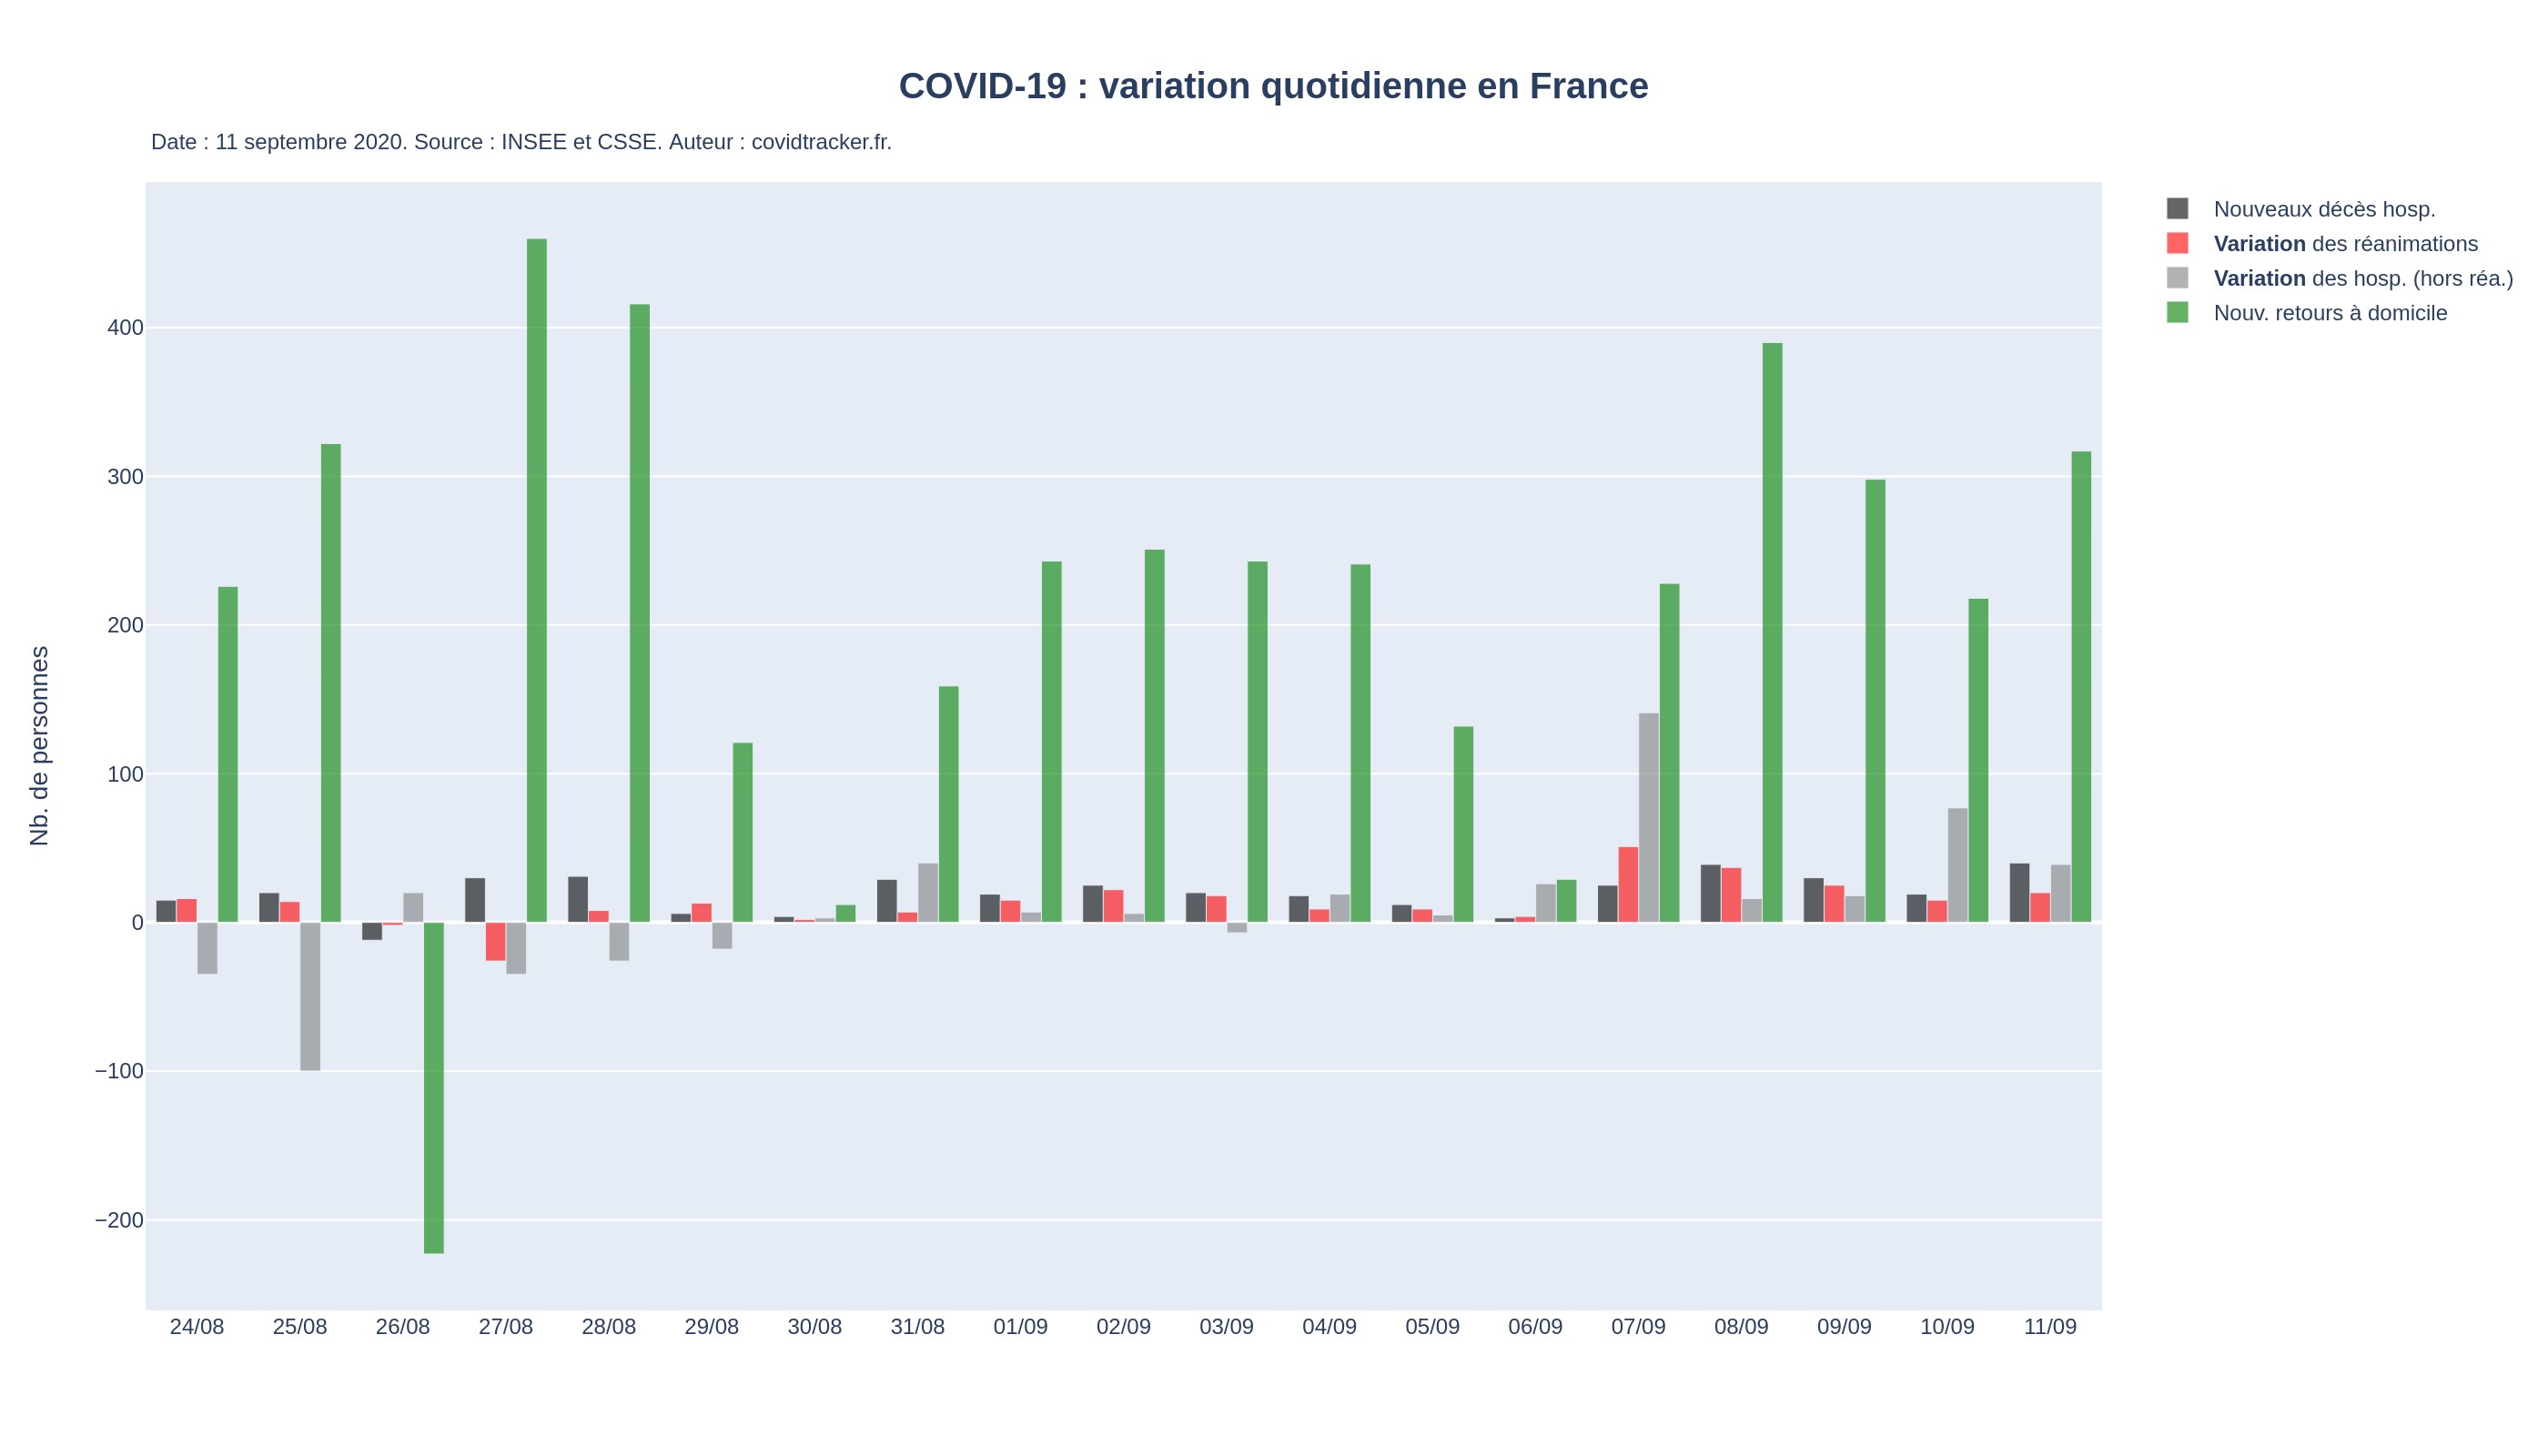 COVID-19 : variation quotidienne en France
Date : 11 septembre 2020. Source : INSEE et CSSE. Auteur : covidtracker.fr.
Nouveaux décès hosp.
Variation des réanimations
Variation des hosp. (hors réa.)
Nouv. retours à domicile
Nb. de personnes
400
300
200
100
0
−100
−200
24/08 25/08 26/08 27/08 28/08 29/08 30/08 31/08 01/09 02/09 03/09 04/09 05/09 06/09 07/09 08/09 09/09 10/09 11/09